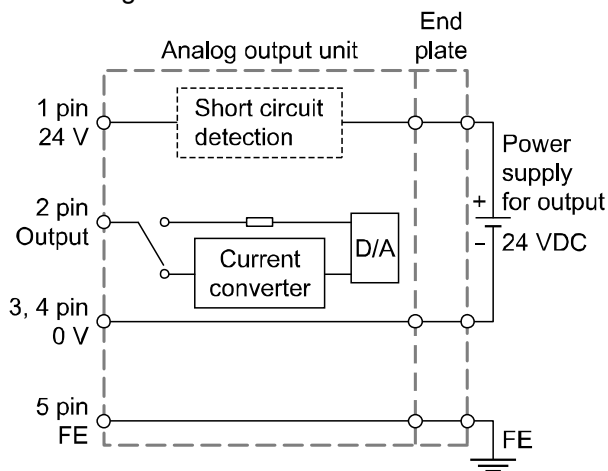 End
plate
Analog output unit
1 pin
24 V
Short circuit
detection
Power
supply
for output
+
–
24 VDC
2 pin
Output
D/A
Current
converter
3, 4 pin
0 V
5 pin
FE
FE